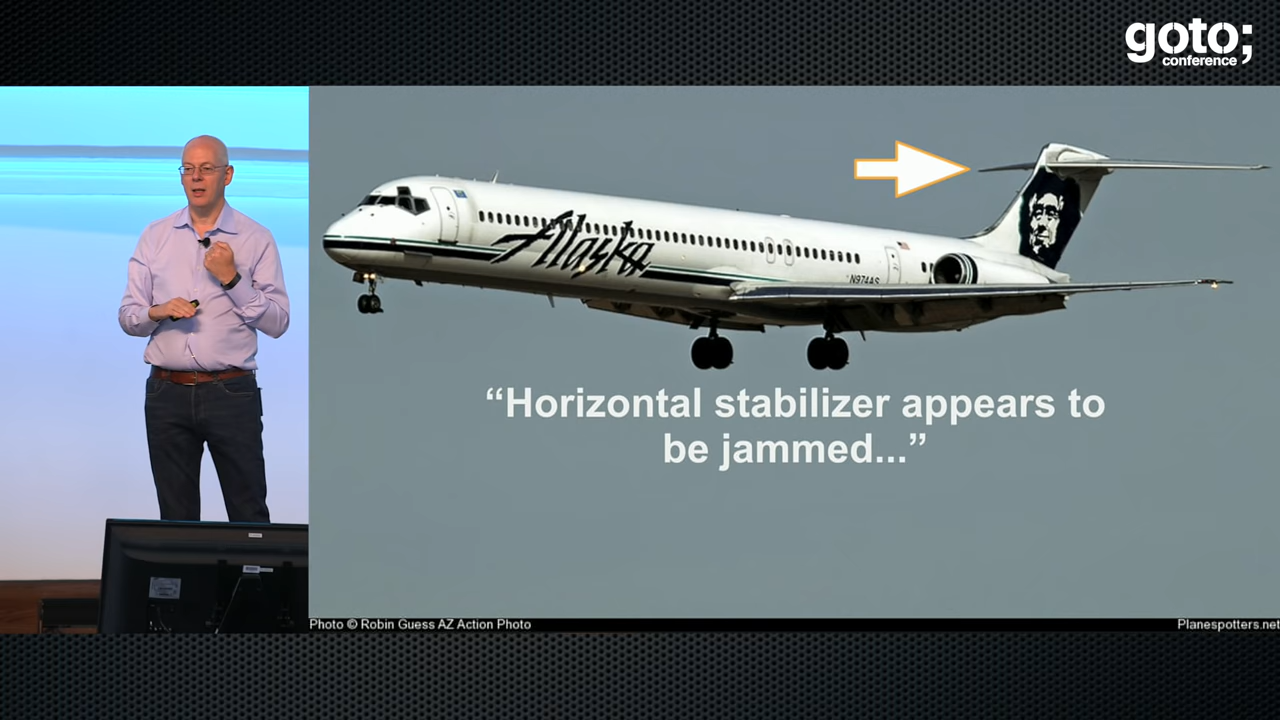 goto;
conference
Alaska
N974AS
“Horizontal stabilizer appears to
be jammed...”
Photo © Robin Guess AZ Action Photo
Planespotters.net